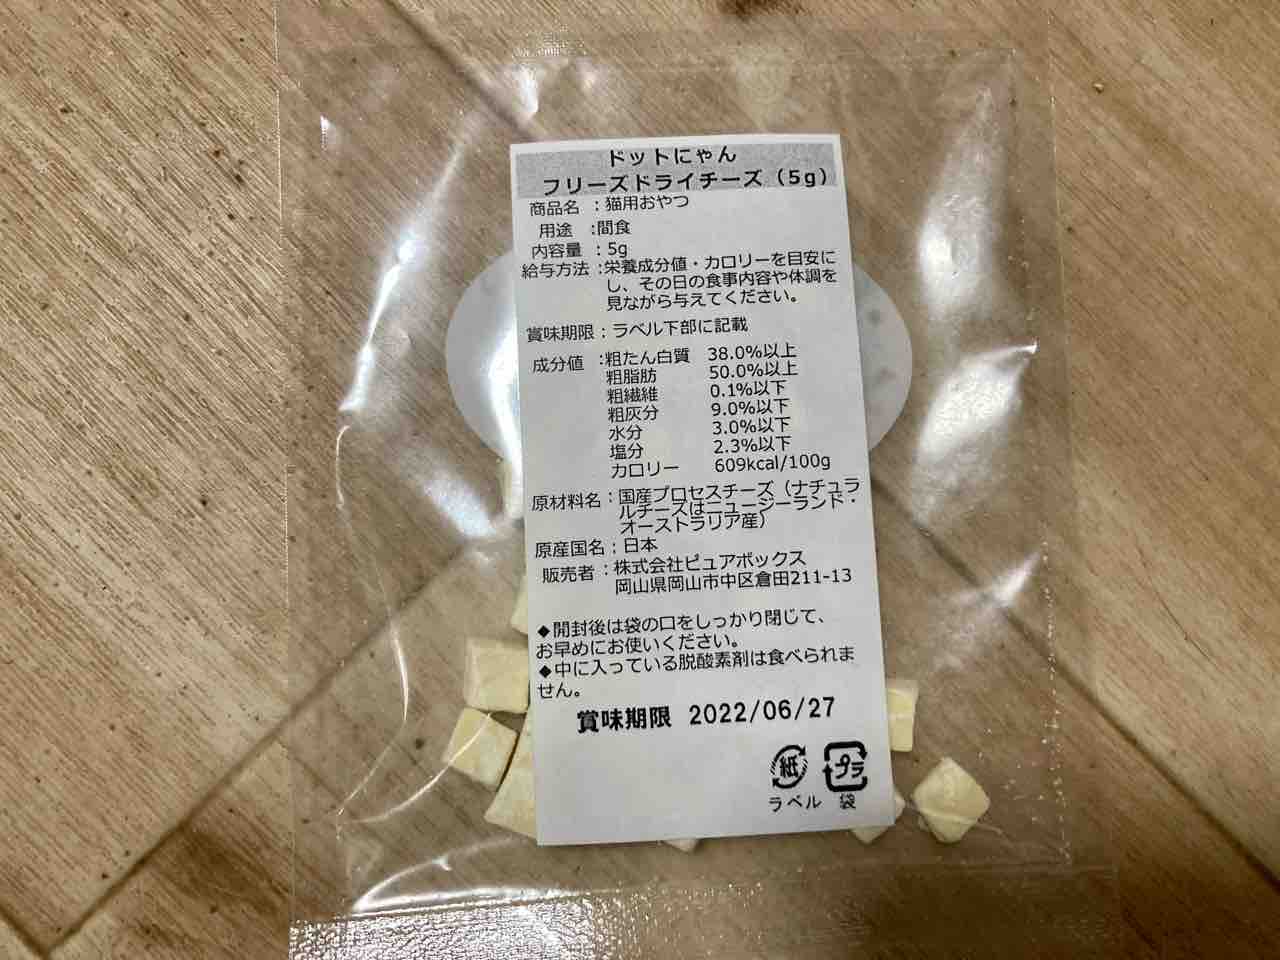 ドットにゃん
フリーズドライチーズ（5g）
商品名：猫用おやつ
用途：間食
内容量：5g
給与方法：栄養成分値・カロリーを目安に
し、その日の食事内容や体調を
見ながら与えてください。
賞味期限：ラベル下部に記載
成分値：粗たん白質 38.0%以上
粗脂肪 50.0%以上
粗繊維 0.1%以下
粗灰分 9.0%以下
水分 3.0%以下
塩分 2.3%以下
カロリー 609kcal/100g
原材料名：国産プロセスチーズ（ナチュラ
ルチーズはニュージーランド・
オーストラリア産）
原産国名：日本
販売者：株式会社ピュアボックス
岡山県岡山市中区倉田211-13
◆開封後は袋の口をしっかり閉じて、
お早めにお使いください。
◆中に入っている脱酸素剤は食べられま
せん。
賞味期限 2022/06/27
紙 プラ
ラベル 袋